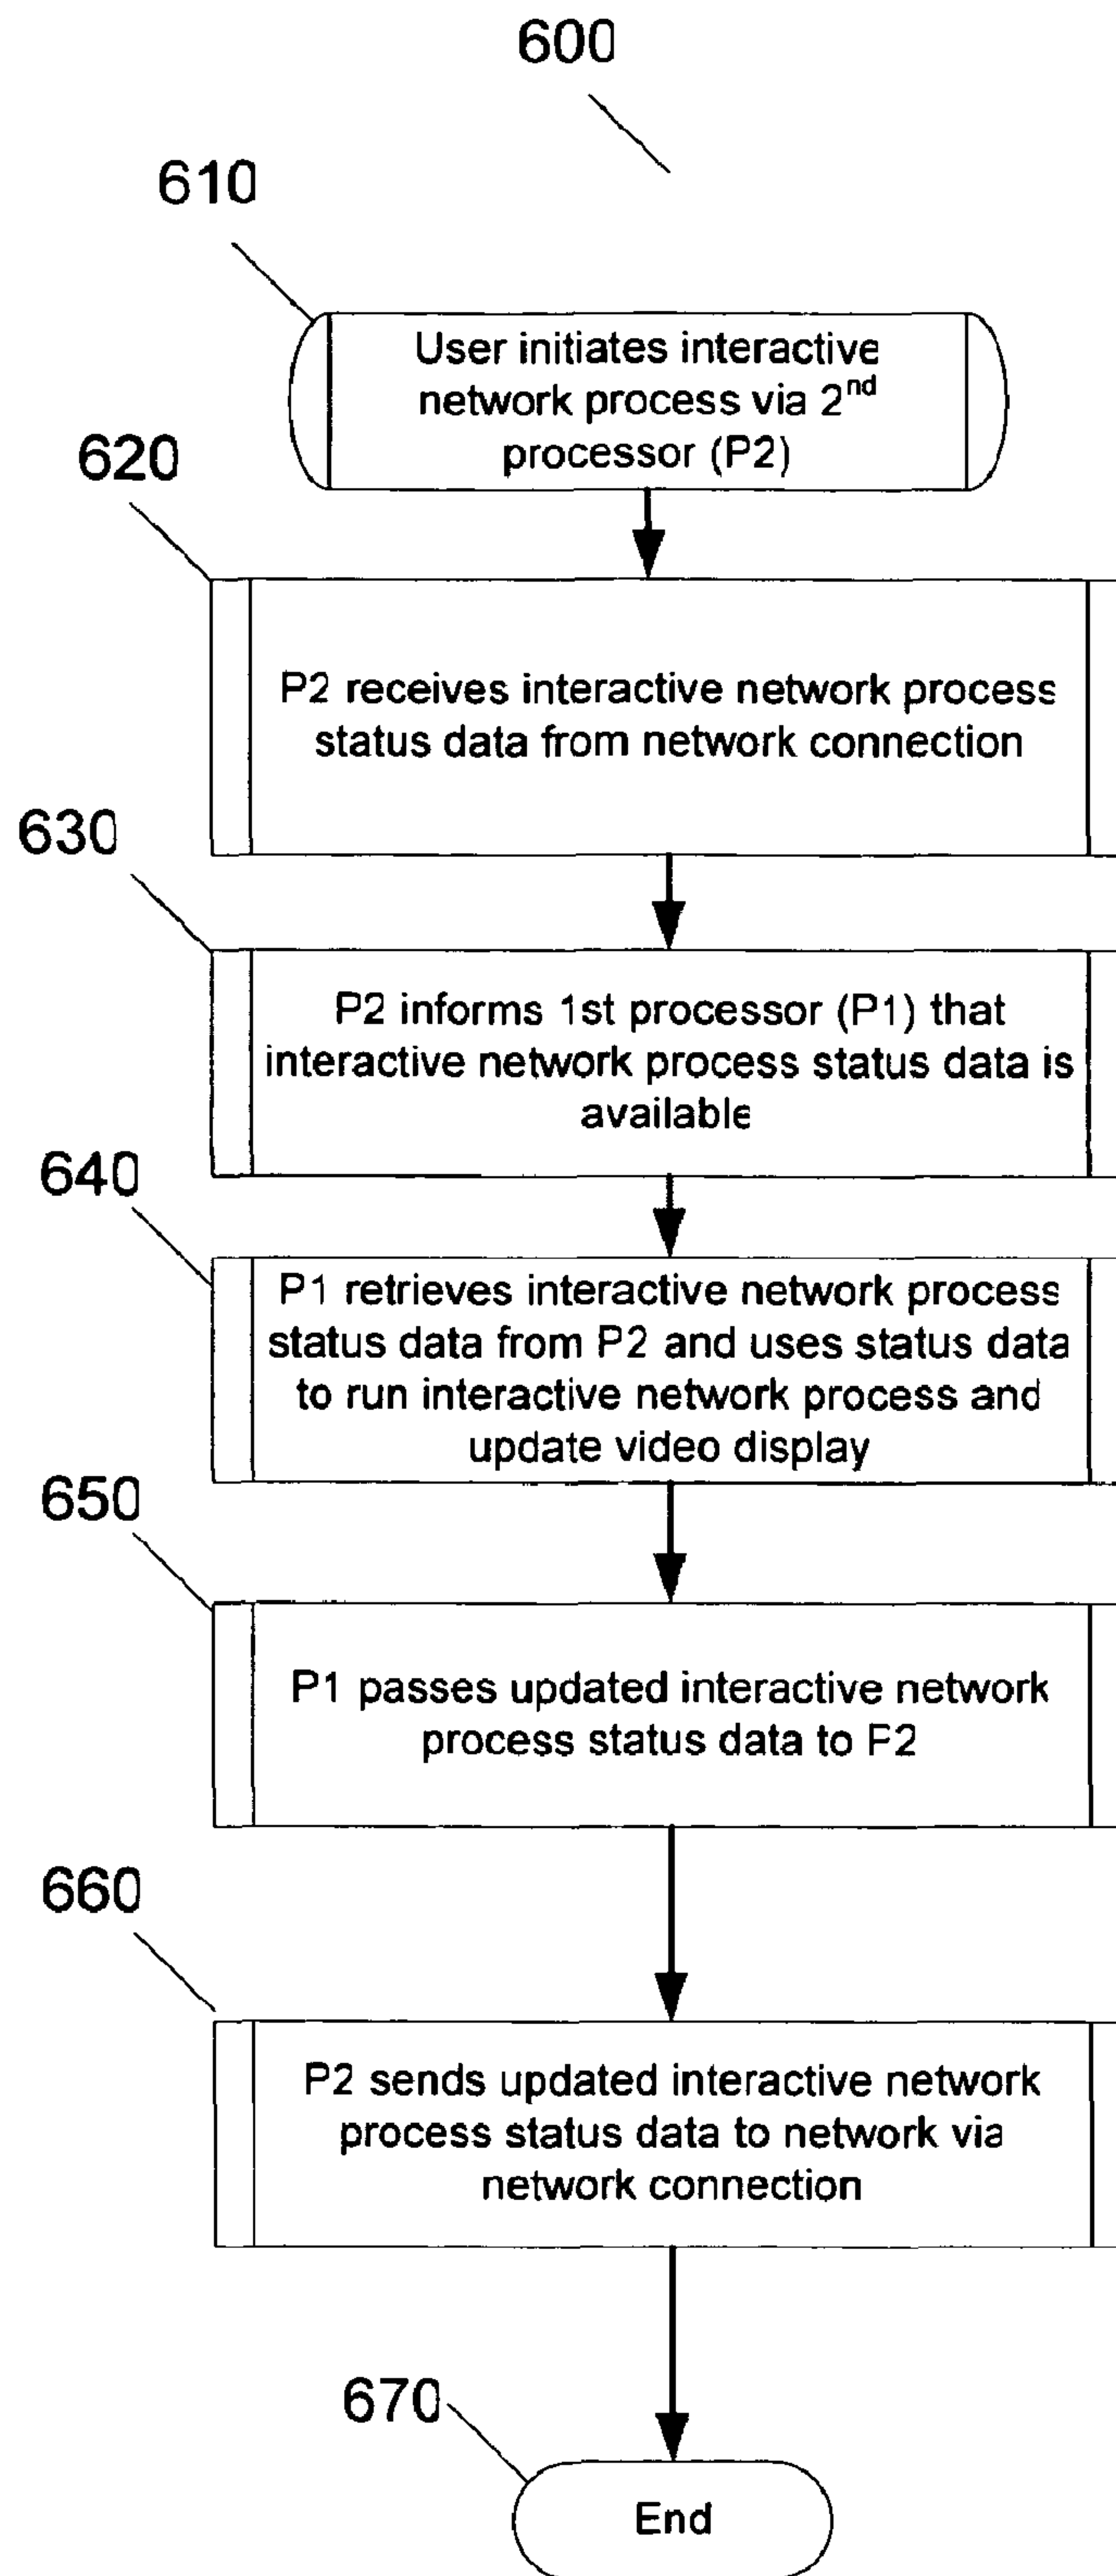 600
610
User initiates interactive
network process via 2nd
processor (P2)
620
P2 receives interactive network process
status data from network connection
630
P2 informs 1st processor (P1) that
interactive network process status data is
available
640
P1 retrieves interactive network process
status data from P2 and uses status data
to run interactive network process and
update video display
650
P1 passes updated interactive network
process status data to P2
660
P2 sends updated interactive network
process status data to network via
network connection
670
End